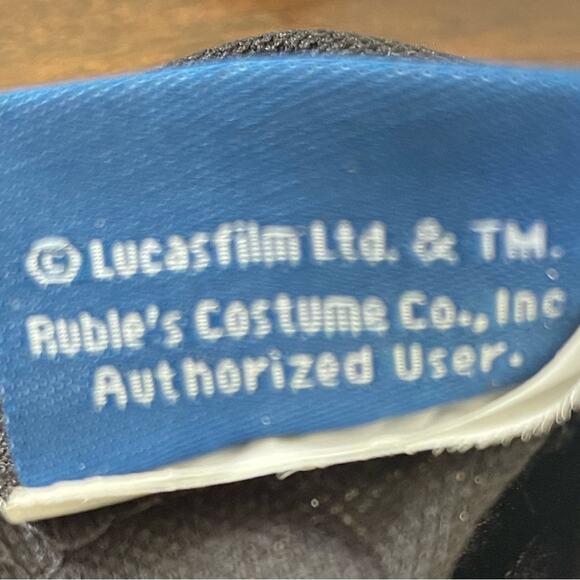 © Lucasfilm Ltd. & TM.
Rubie's Costume Co., Inc
Authorized User.